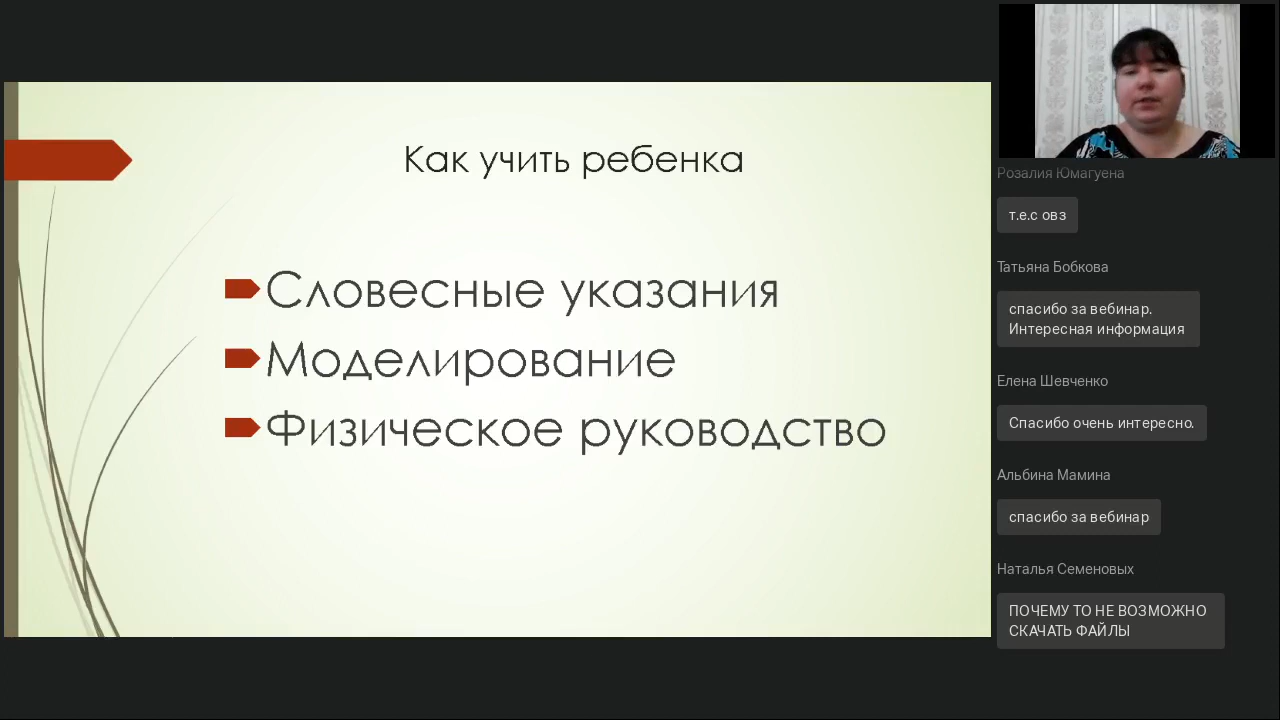 Как учить ребенка
Словесные указания
Моделирование
Физическое руководство
Розалия Юмагуена
т.е.с овз
Татьяна Бобкова
спасибо за вебинар.
Интересная информация
Елена Шевченко
Спасибо очень интересно.
Альбина Мамина
спасибо за вебинар
Наталья Семеновых
ПОЧЕМУ ТО НЕ ВОЗМОЖНО
СКАЧАТЬ ФАЙЛЫ